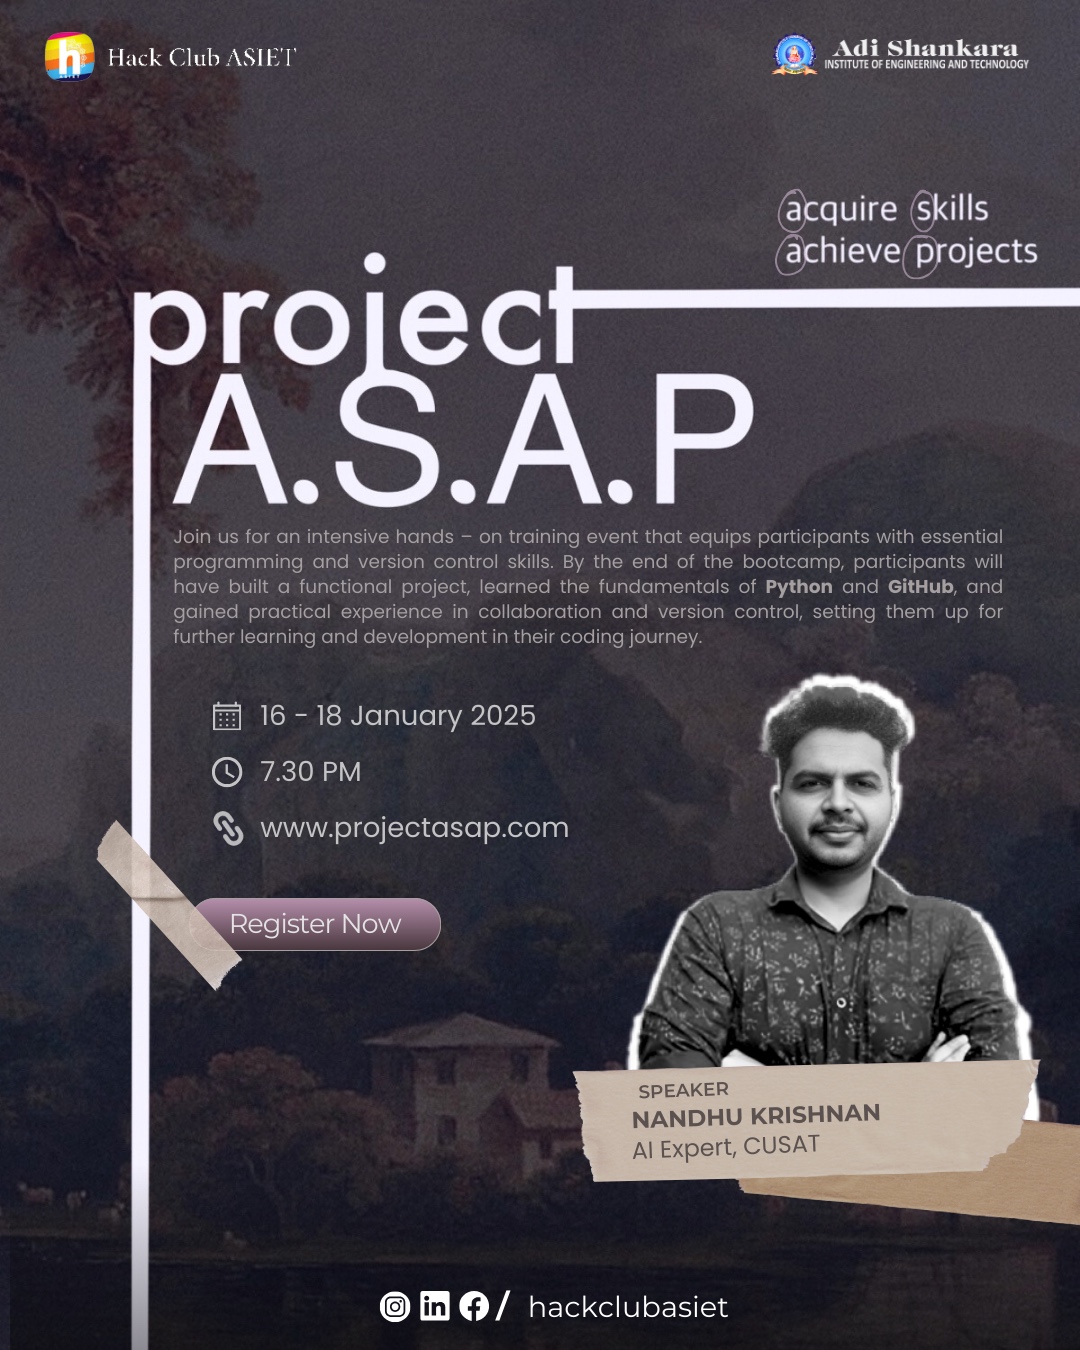 h
Hack Club ASIET
Adi Shankara
INSTITUTE OF ENGINEERING AND TECHNOLOGY
acquire skills
achieve projects
project
A.S.A.P
Join us for an intensive hands – on training event that equips participants with essential
programming and version control skills. By the end of the bootcamp, participants will
have built a functional project, learned the fundamentals of Python and GitHub, and
gained practical experience in collaboration and version control, setting them up for
further learning and development in their coding journey.
16 - 18 January 2025
7.30 PM
www.projectasap.com
Register Now
SPEAKER
NANDHU KRISHNAN
AI Expert, CUSAT
in
/ hackclubasiet